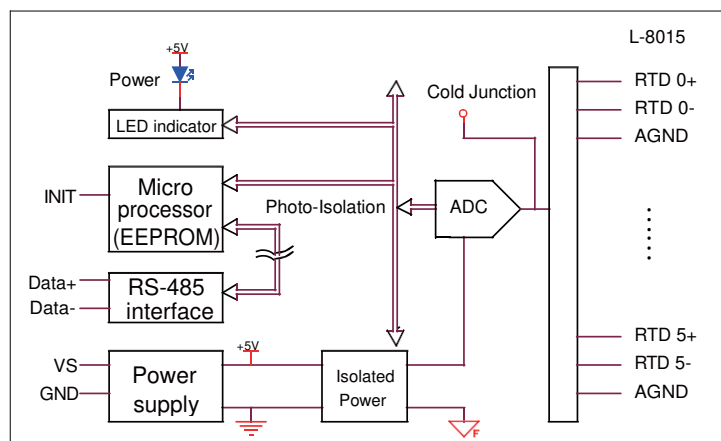 L-8015
+5V
Power
LED indicator
Cold Junction
RTD 0+
RTD 0-
AGND
INIT
Micro
processor
(EEPROM)
Photo-Isolation
ADC
Data+
Data-
RS-485
interface
RTD 5+
RTD 5-
AGND
VS
GND
Power
supply
+5V
Isolated
Power
F